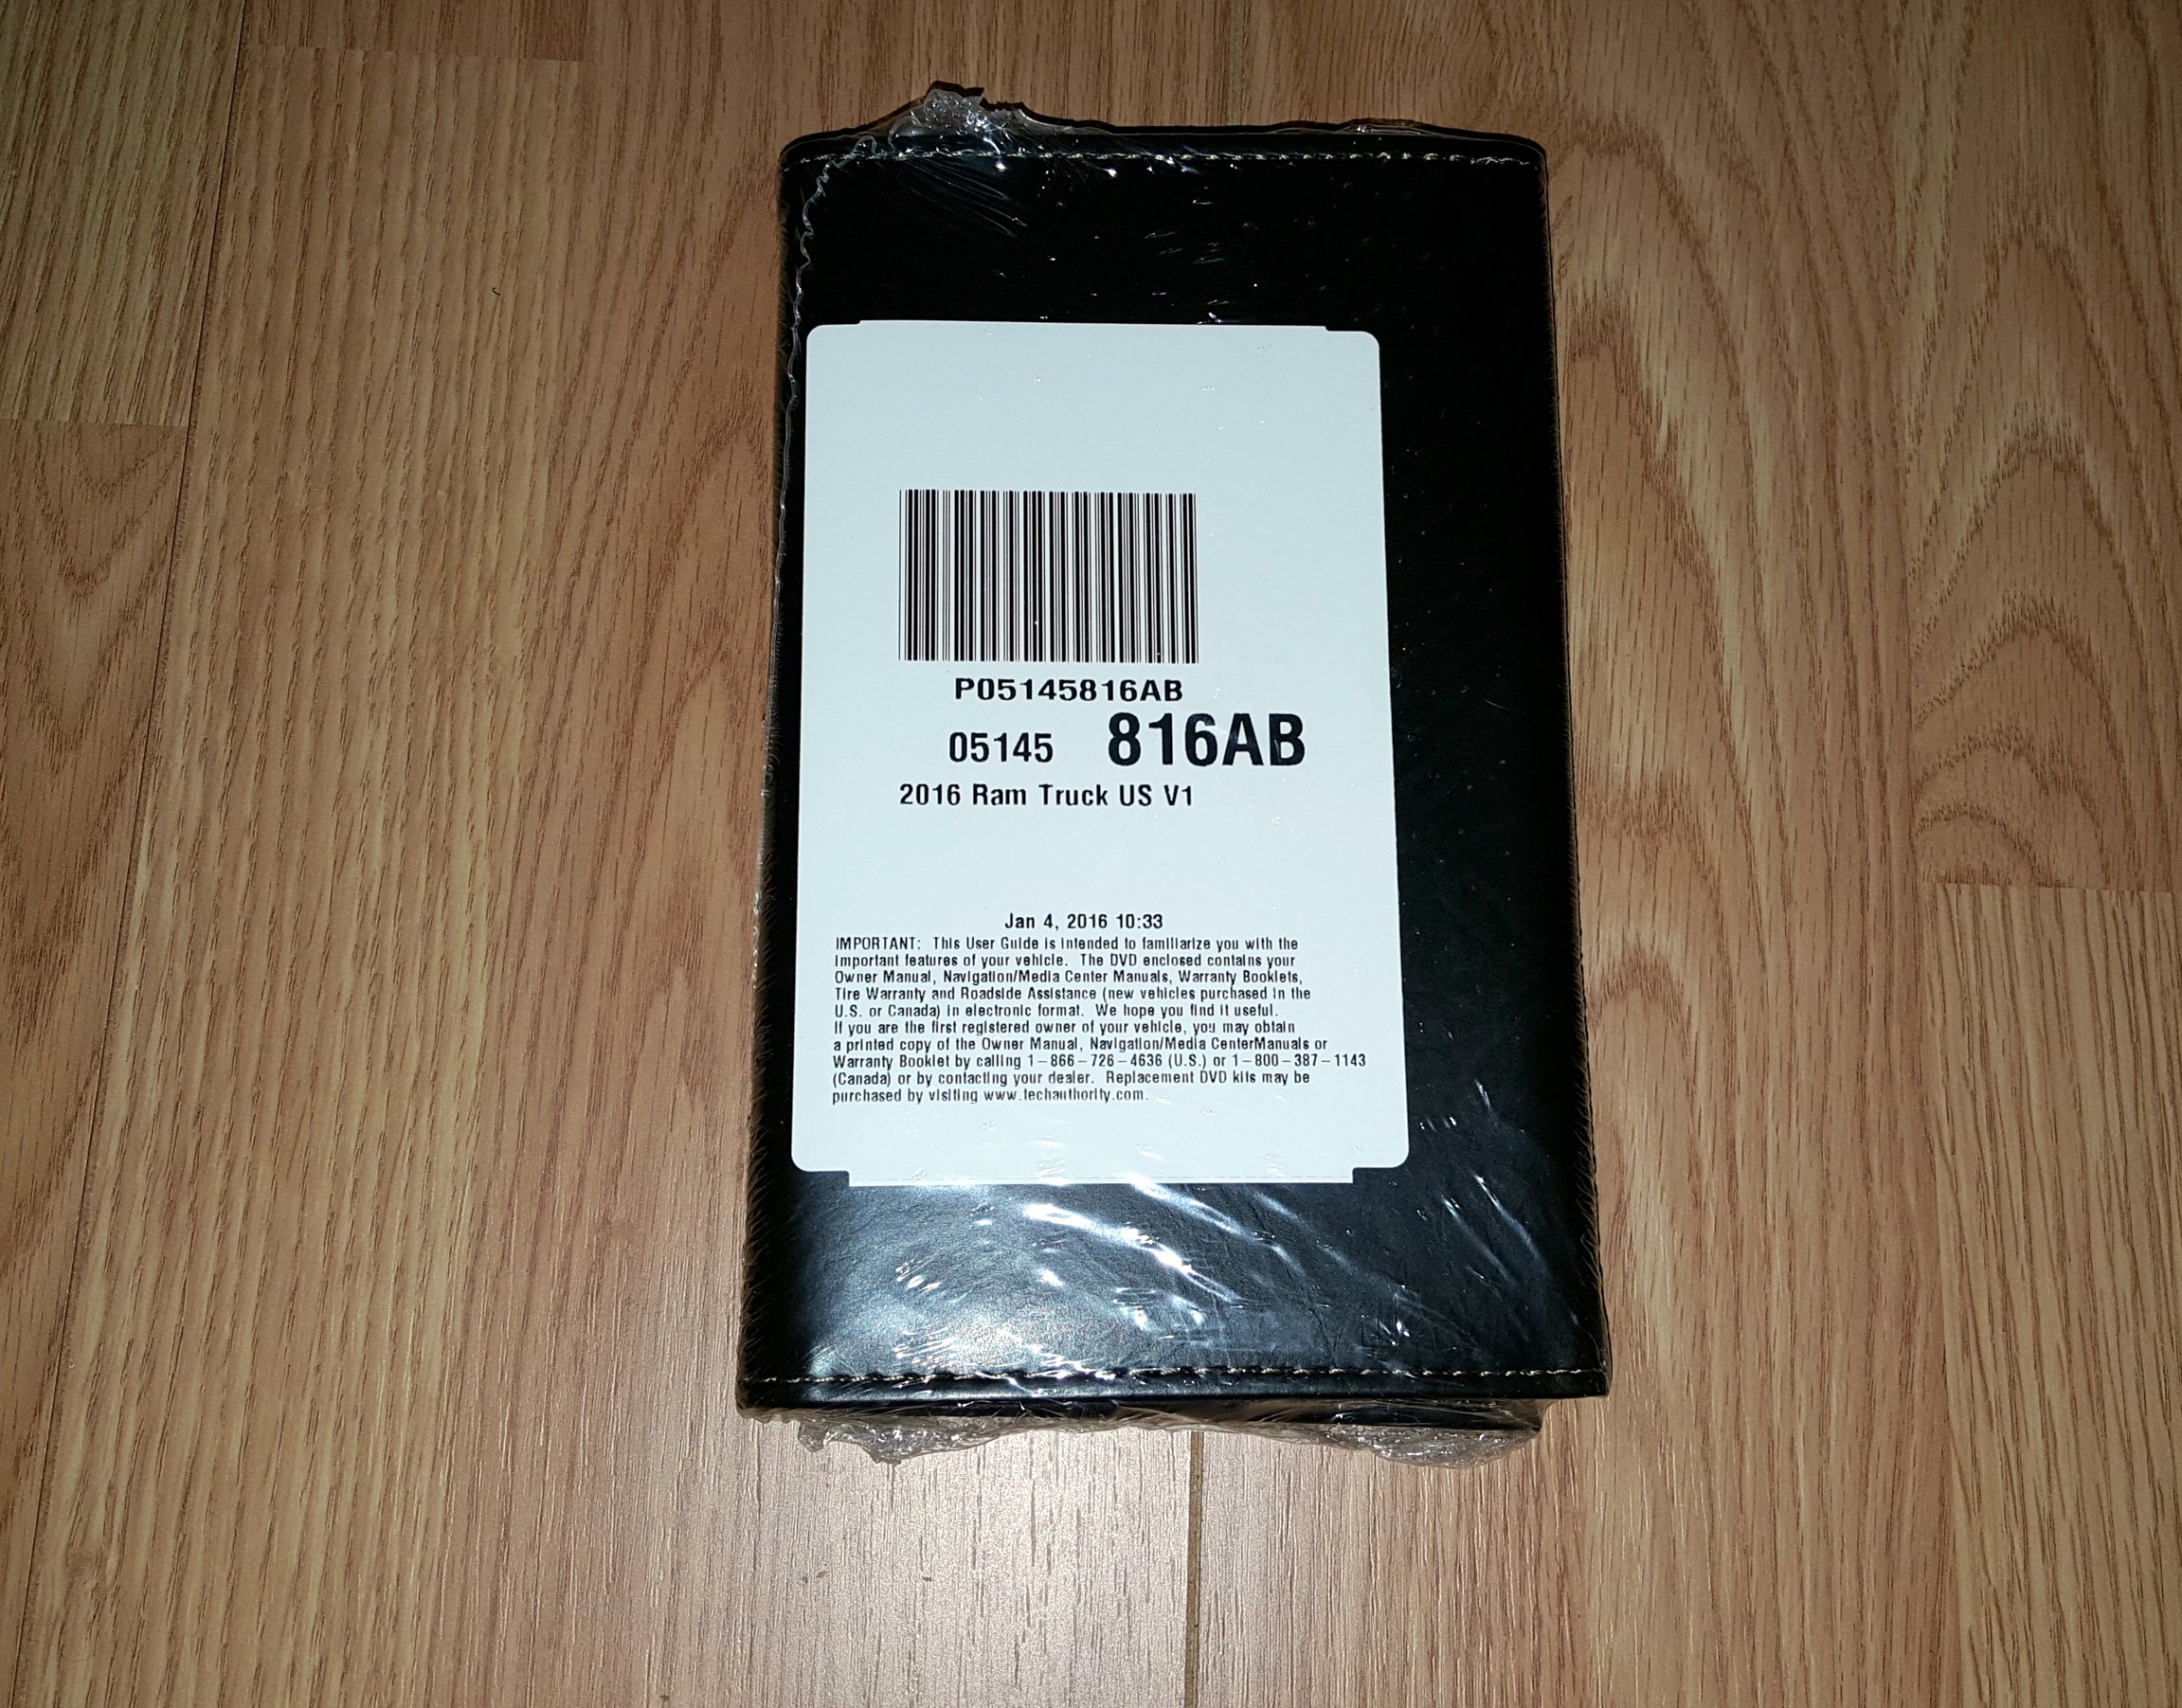 P05145816AB
05145 816AB
2016 Ram Truck US V1
Jan 4, 2016 10:33
IMPORTANT: This User Guide is intended to familiarize you with the
important features of your vehicle. The DVD enclosed contains your
Owner Manual, Navigation/Media Center Manuals, Warranty Booklets,
Tire Warranty and Roadside Assistance (new vehicles purchased in the
U.S. or Canada) in electronic format. We hope you find it useful.
If you are the first registered owner of your vehicle, you may obtain
a printed copy of the Owner Manual, Navigation/Media CenterManuals or
Warranty Booklet by calling 1–866–726–4636 (U.S.) or 1–800–387–1143
(Canada) or by contacting your dealer. Replacement DVD kits may be
purchased by visiting www.techauthority.com.